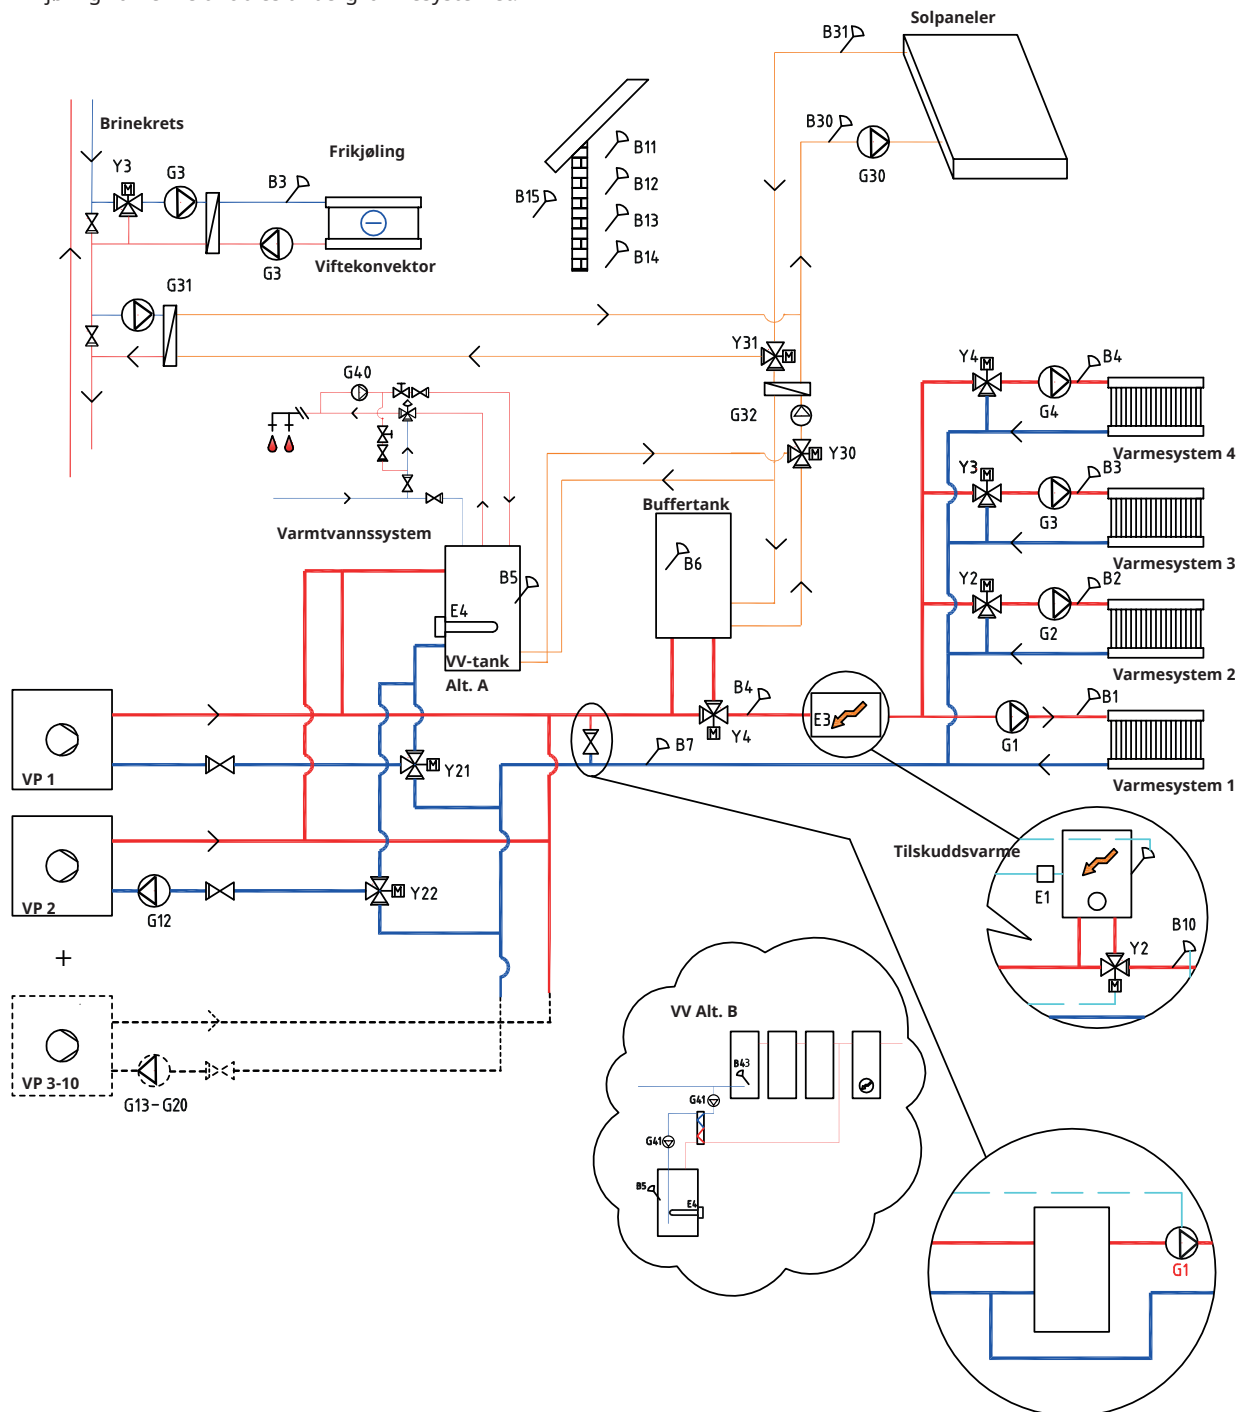 Solpaneler
B31
Brinekrets
Y3
G3
B3
Frikjøling
B11
B12
B15
B13
B14
B30
G30
G3
Viftekonvektor
G31
Y31
G40
G32
Y30
Y4
B4
G4
Varmesystem 4
Y3
B3
G3
Varmesystem 3
Varmtvannssystem
Buffertank
B5
B6
E4
VV-tank
Alt. A
Y2
B2
G2
Varmesystem 2
B4
Y4
E3
B1
G1
Varmesystem 1
B7
VP 1
Y21
VP 2
G12
Y22
+
VP 3-10
G13-G20
Tilskuddsvarme
E1
Y2
B10
VV Alt. B
B43
G41
G41
B5
E4
G1